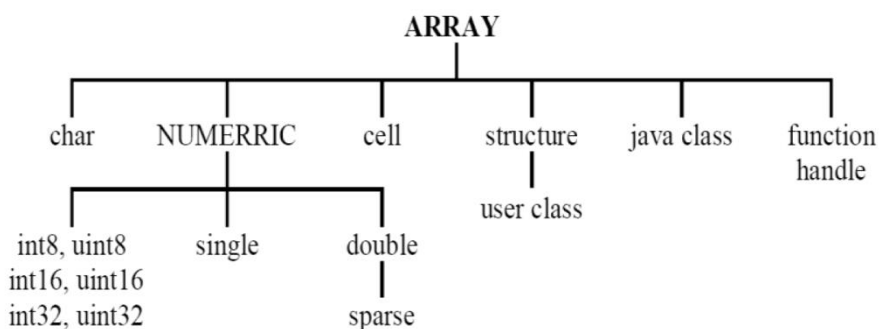 ARRAY
char NUMERRIC cell structure java class function
handle
user class
int8, uint8 single double
int16, uint16
int32, uint32 sparse